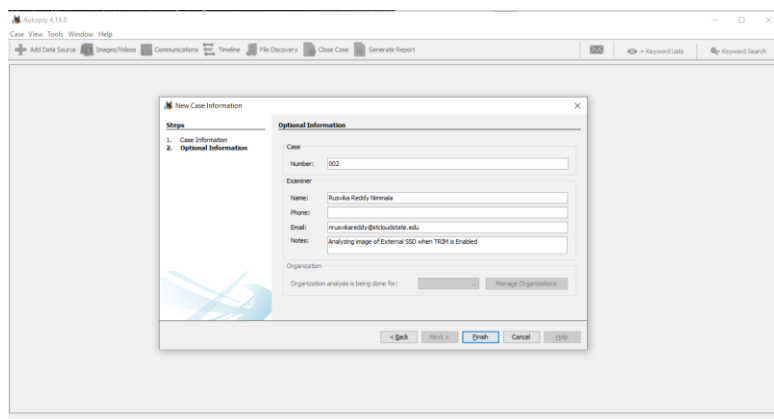 Autopsy 4.14.0
Case View Tools Window Help
Add Data Source Images/Videos Communications Timeline File Discovery Close Case Generate Report Keyword Lists Keyword Search
New Case Information
Steps
1. Case Information
2. Optional Information
Optional Information
Case
Number: 002
Examiner
Name: Rusvika Reddy Nimmala
Phone:
Email: nrusvikareddy@stcloudstate.edu
Notes: Analyzing image of External SSD when TRIM is Enabled
Organization
Organization analysis is being done for: Manage Organizations
< Back Next > Finish Cancel Help